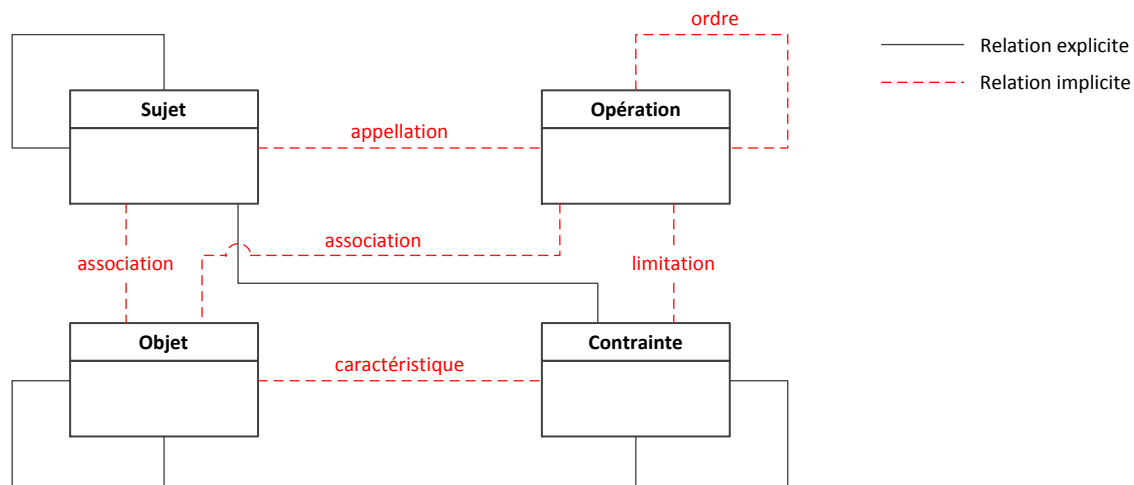 ordre
Relation explicite
Relation implicite
Sujet
Opération
appellation
association
association
limitation
Objet
Contrainte
caractéristique